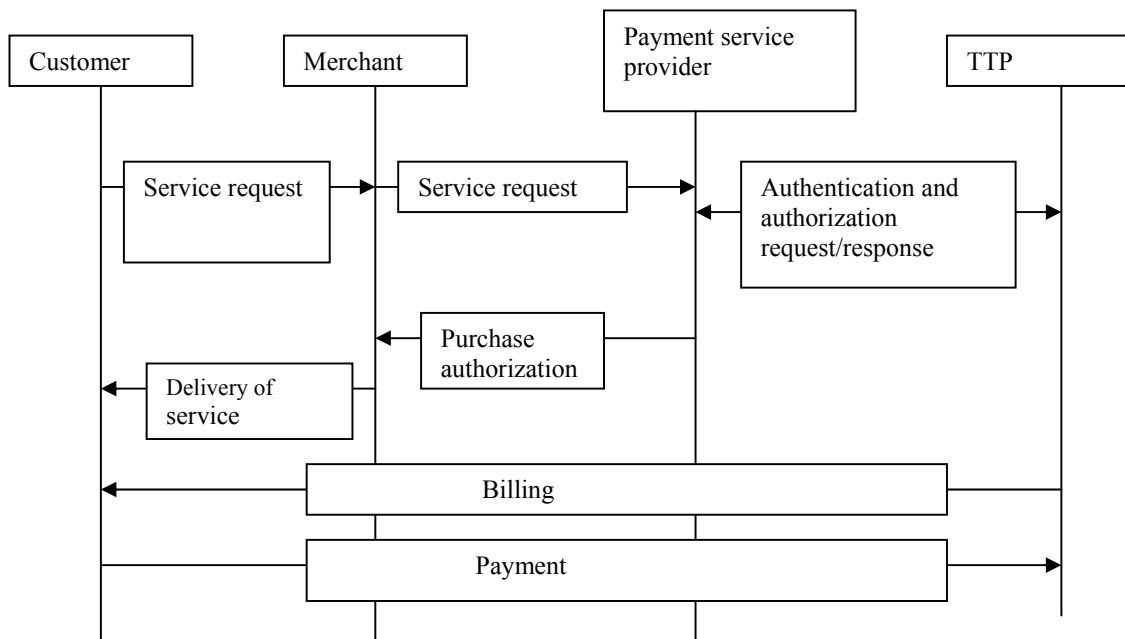 Customer
Merchant
Payment service
provider
TTP
Service request
Service request
Authentication and
authorization
request/response
Purchase
authorization
Delivery of
service
Billing
Payment